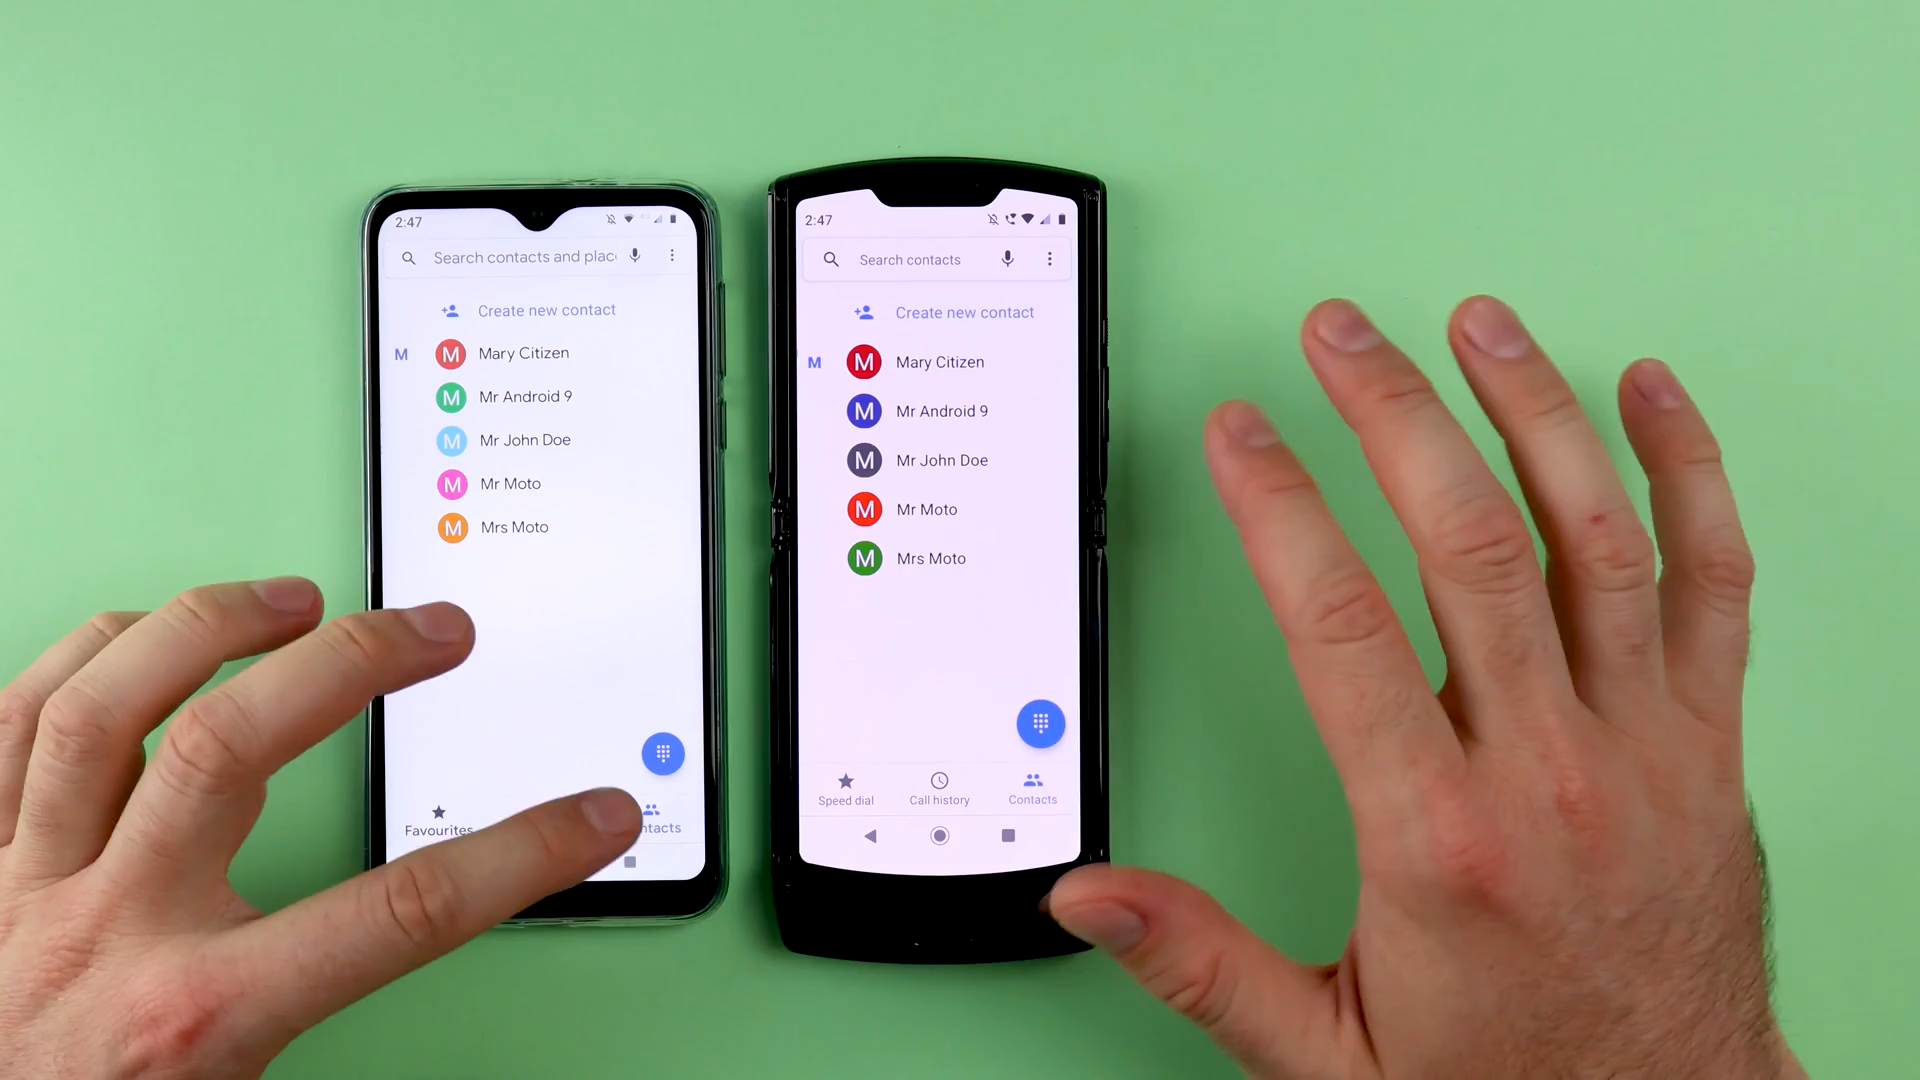 2:47
Search contacts and plac
Create new contact
M
M Mary Citizen
M Mr Android 9
M Mr John Doe
M Mr Moto
M Mrs Moto
Favourites
ntacts
2:47
Search contacts
Create new contact
M
M Mary Citizen
M Mr Android 9
M Mr John Doe
M Mr Moto
M Mrs Moto
Speed dial
Call history
Contacts